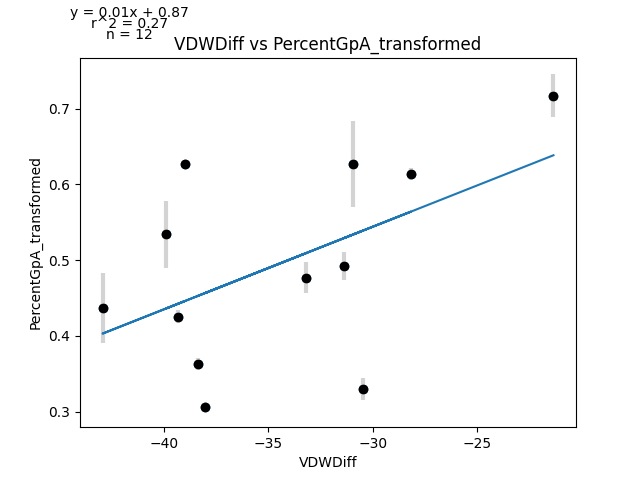 y = 0.01x + 0.87
r^2 = 0.27
n = 12
VDWDiff vs PercentGpA_transformed
PercentGpA_transformed
0.7
0.6
0.5
0.4
0.3
−40
−35
−30
−25
VDWDiff